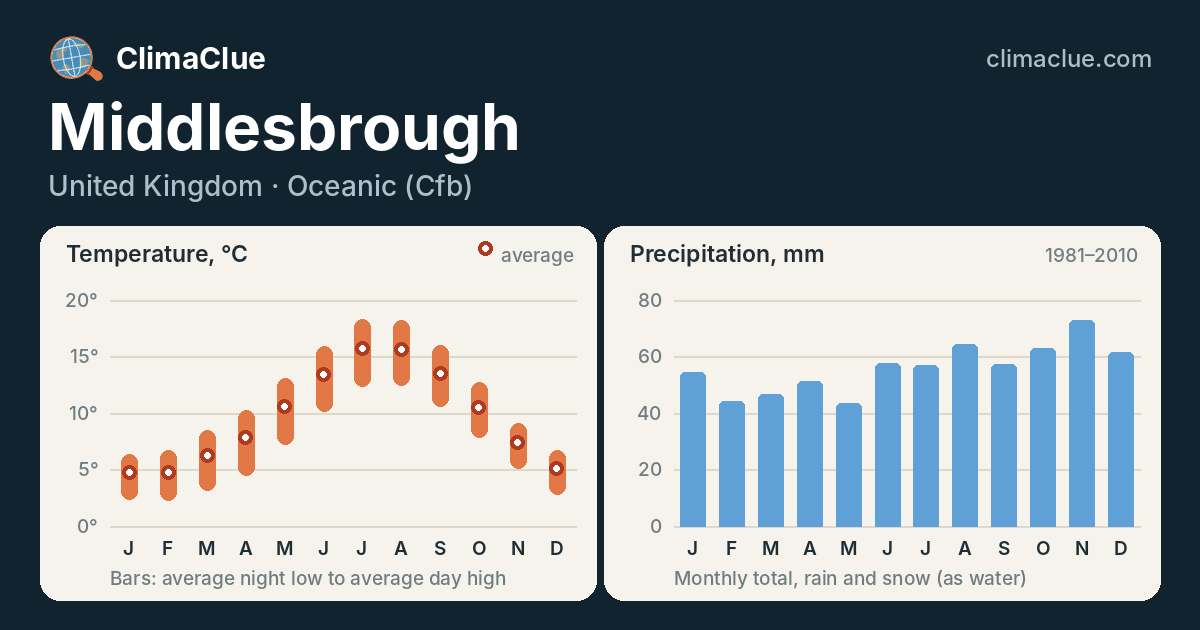 ClimaClue
climaclue.com
Middlesbrough
United Kingdom · Oceanic (Cfb)
Temperature, °C
average
20°
15°
10°
5°
0°
J F M A M J J A S O N D
Bars: average night low to average day high
Precipitation, mm
1981–2010
80
60
40
20
0
J F M A M J J A S O N D
Monthly total, rain and snow (as water)